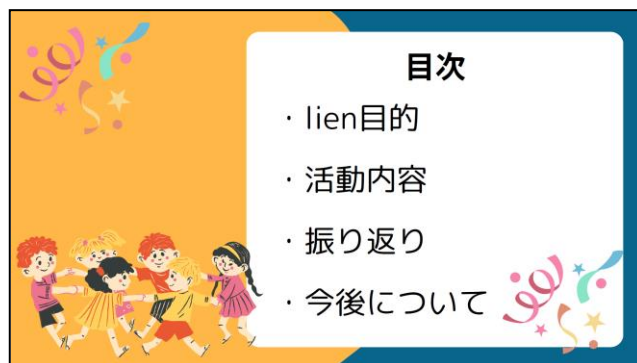 目次
・lien目的
・活動内容
・振り返り
・今後について